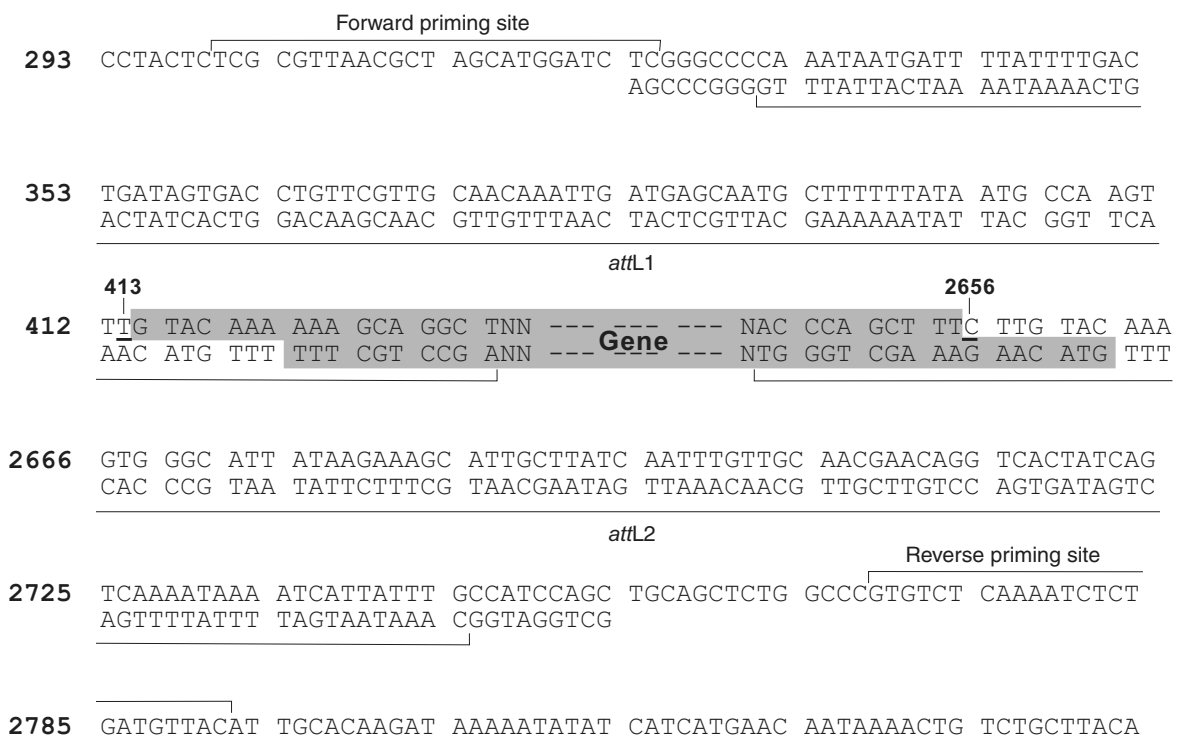 Forward priming site
293 CCTACTCTCG CGTTAACGCT AGCATGGATC TCGGGCCCCA AATAATGATT TTATTTTGAC
AGCCCGGGGT TTATTACTAA AATAAAACTG
353 TGATAGTGAC CTGTTCGTTG CAACAAATTG ATGAGCAATG CTTTTTTATA ATG CCA AGT
ACTATCACTG GACAAGCAAC GTTGTTTAAC TACTCGTTAC GAAAAAATAT TACGGT TCA
attL1
413 2656
412 TTG TAC AAA AAA GCA GGC TNN --- --- --- NAC CCA GCT TTC TTG TAC AAA
AAC ATG TTT TTT CGT CCG ANN --- --- --- NTG GGT CGA AAG AAC ATG TTT
Gene
2666 GTG GGC ATT ATAAGAAAGC ATTGCTTATC AATTTGTTGC AACGAACAGG TCACTATCAG
CAC CCG TAA TATTCTTTCG TAACGAATAG TTAAACAACG TTGCTTGTCC AGTGATAGTC
attL2
Reverse priming site
2725 TCAAAATAAA ATCATTATTT GCCATCCAGC TGCAGCTCTG GCCCGTGTCT CAAAATCTCT
AGTTTTATTT TAGTAATAAA CGGTAGGTCG
2785 GATGTTACAT TGCACAAGAT AAAAATATAT CATCATGAAC AATAAAACTG TCTGCTTACA